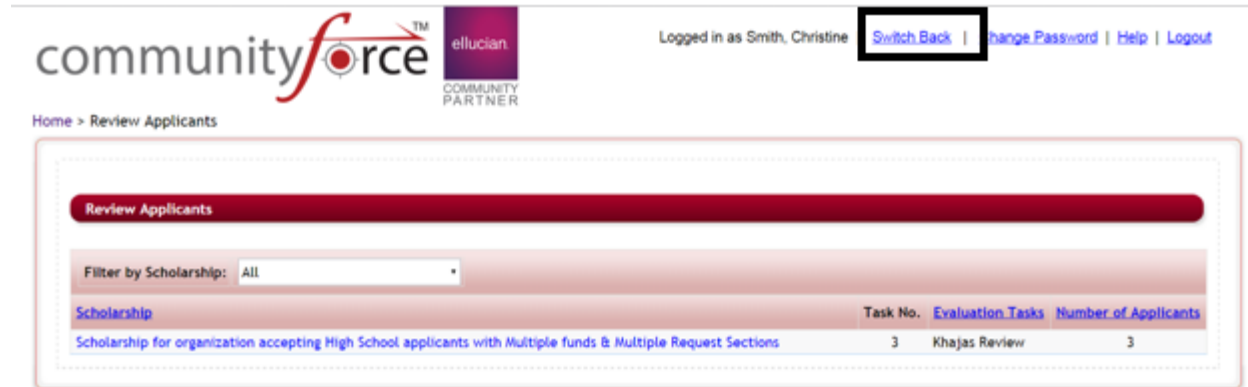 communityforce™
ellucian
COMMUNITY
PARTNER
Logged in as Smith, Christine Switch Back | Change Password | Help | Logout
Home > Review Applicants
Review Applicants
Filter by Scholarship: All
Scholarship Task No. Evaluation Tasks Number of Applicants
Scholarship for organization accepting High School applicants with Multiple funds & Multiple Request Sections 3 Khajas Review 3